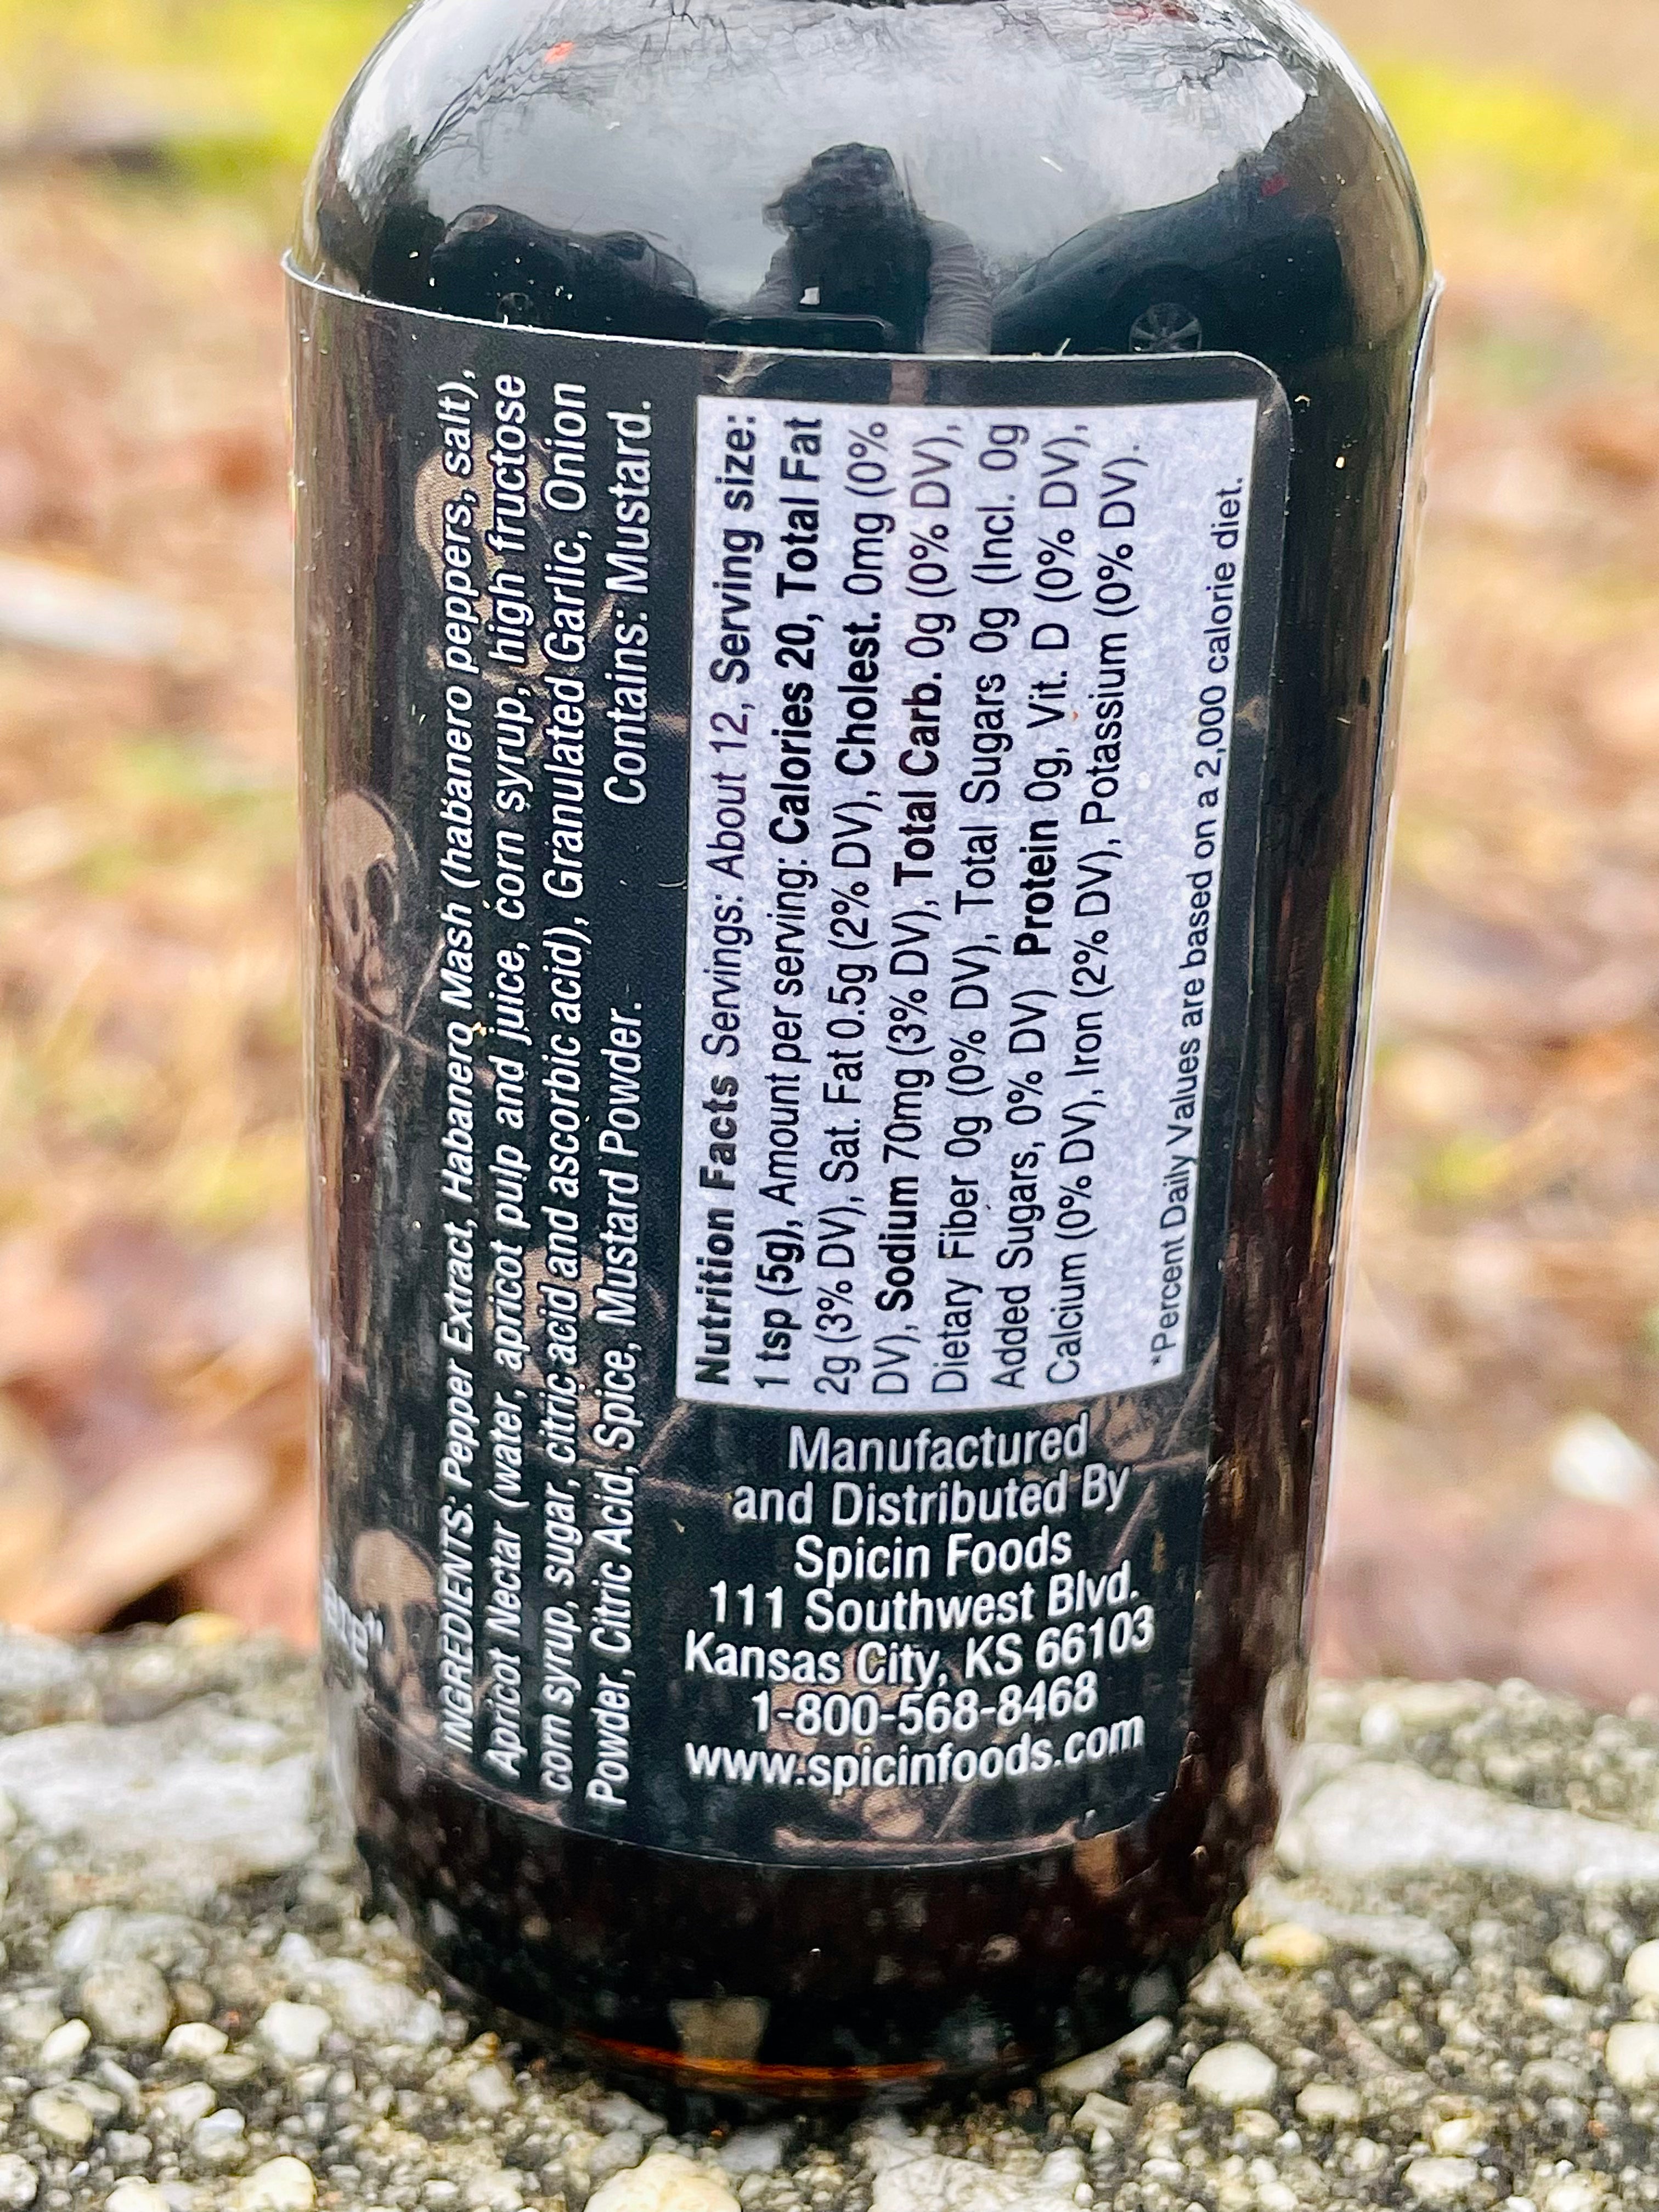 INGREDIENTS: Pepper Extract, Habanero Mash (habanero peppers, salt),
Apricot Nectar (water, apricot pulp and juice, corn syrup, high fructose
corn syrup, sugar, citric acid and ascorbic acid), Granulated Garlic, Onion
Powder, Citric Acid, Spice, Mustard Powder. Contains: Mustard.
Nutrition Facts Servings: About 12, Serving size:
1 tsp (5g), Amount per serving: Calories 20, Total Fat
2g (3% DV), Sat. Fat 0.5g (2% DV), Cholest. 0mg (0%
DV), Sodium 70mg (3% DV), Total Carb. 0g (0% DV),
Dietary Fiber 0g (0% DV), Total Sugars 0g (Incl. 0g
Added Sugars, 0% DV) Protein 0g, Vit. D (0% DV),
Calcium (0% DV), Iron (2% DV), Potassium (0% DV).
*Percent Daily Values are based on a 2,000 calorie diet.
Manufactured
and Distributed By
Spicin Foods
111 Southwest Blvd.
Kansas City, KS 66103
1-800-568-8468
www.spicinfoods.com